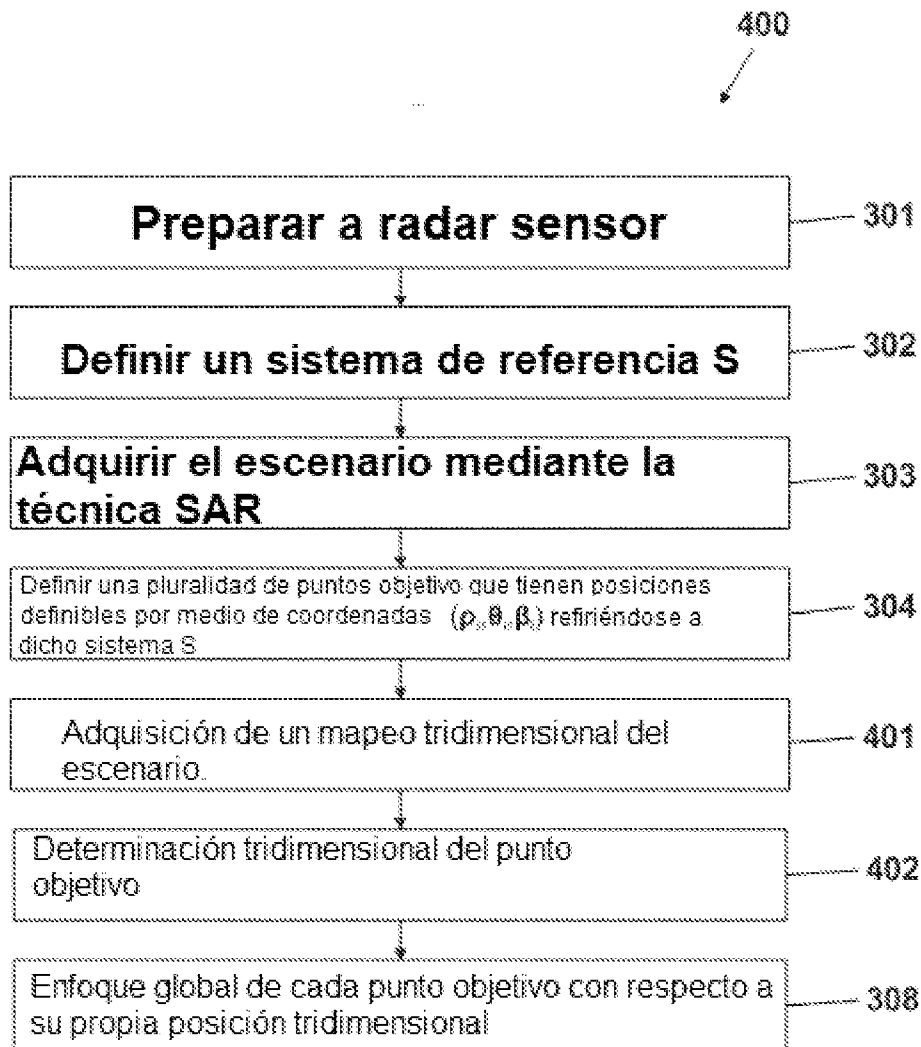 400
...
Preparar a radar sensor
301
Definir un sistema de referencia S
302
Adquirir el escenario mediante la
técnica SAR
303
Definir una pluralidad de puntos objetivo que tienen posiciones
definibles por medio de coordenadas (ρ,θ,β) refiriéndose a
dicho sistema S
304
Adquisición de un mapeo tridimensional del
escenario.
401
Determinación tridimensional del punto
objetivo
402
Enfoque global de cada punto objetivo con respecto a
su propia posición tridimensional
308